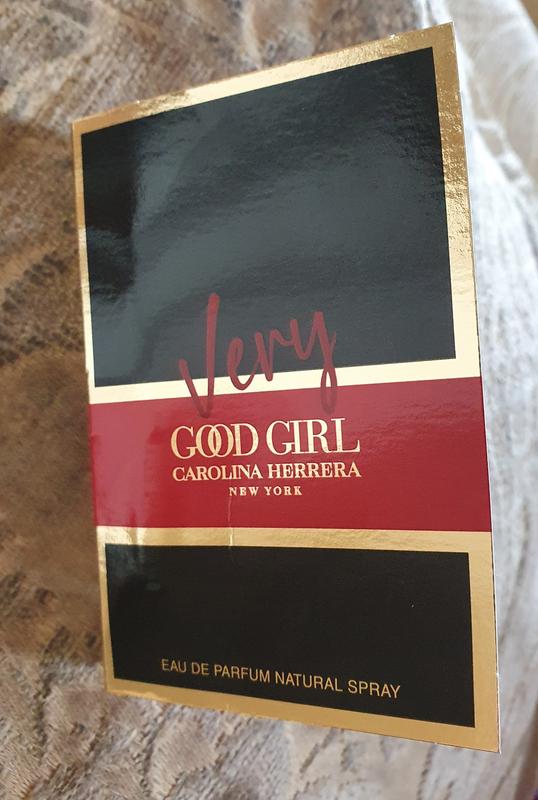 Very
GOOD GIRL
CAROLINA HERRERA
NEW YORK
EAU DE PARFUM NATURAL SPRAY